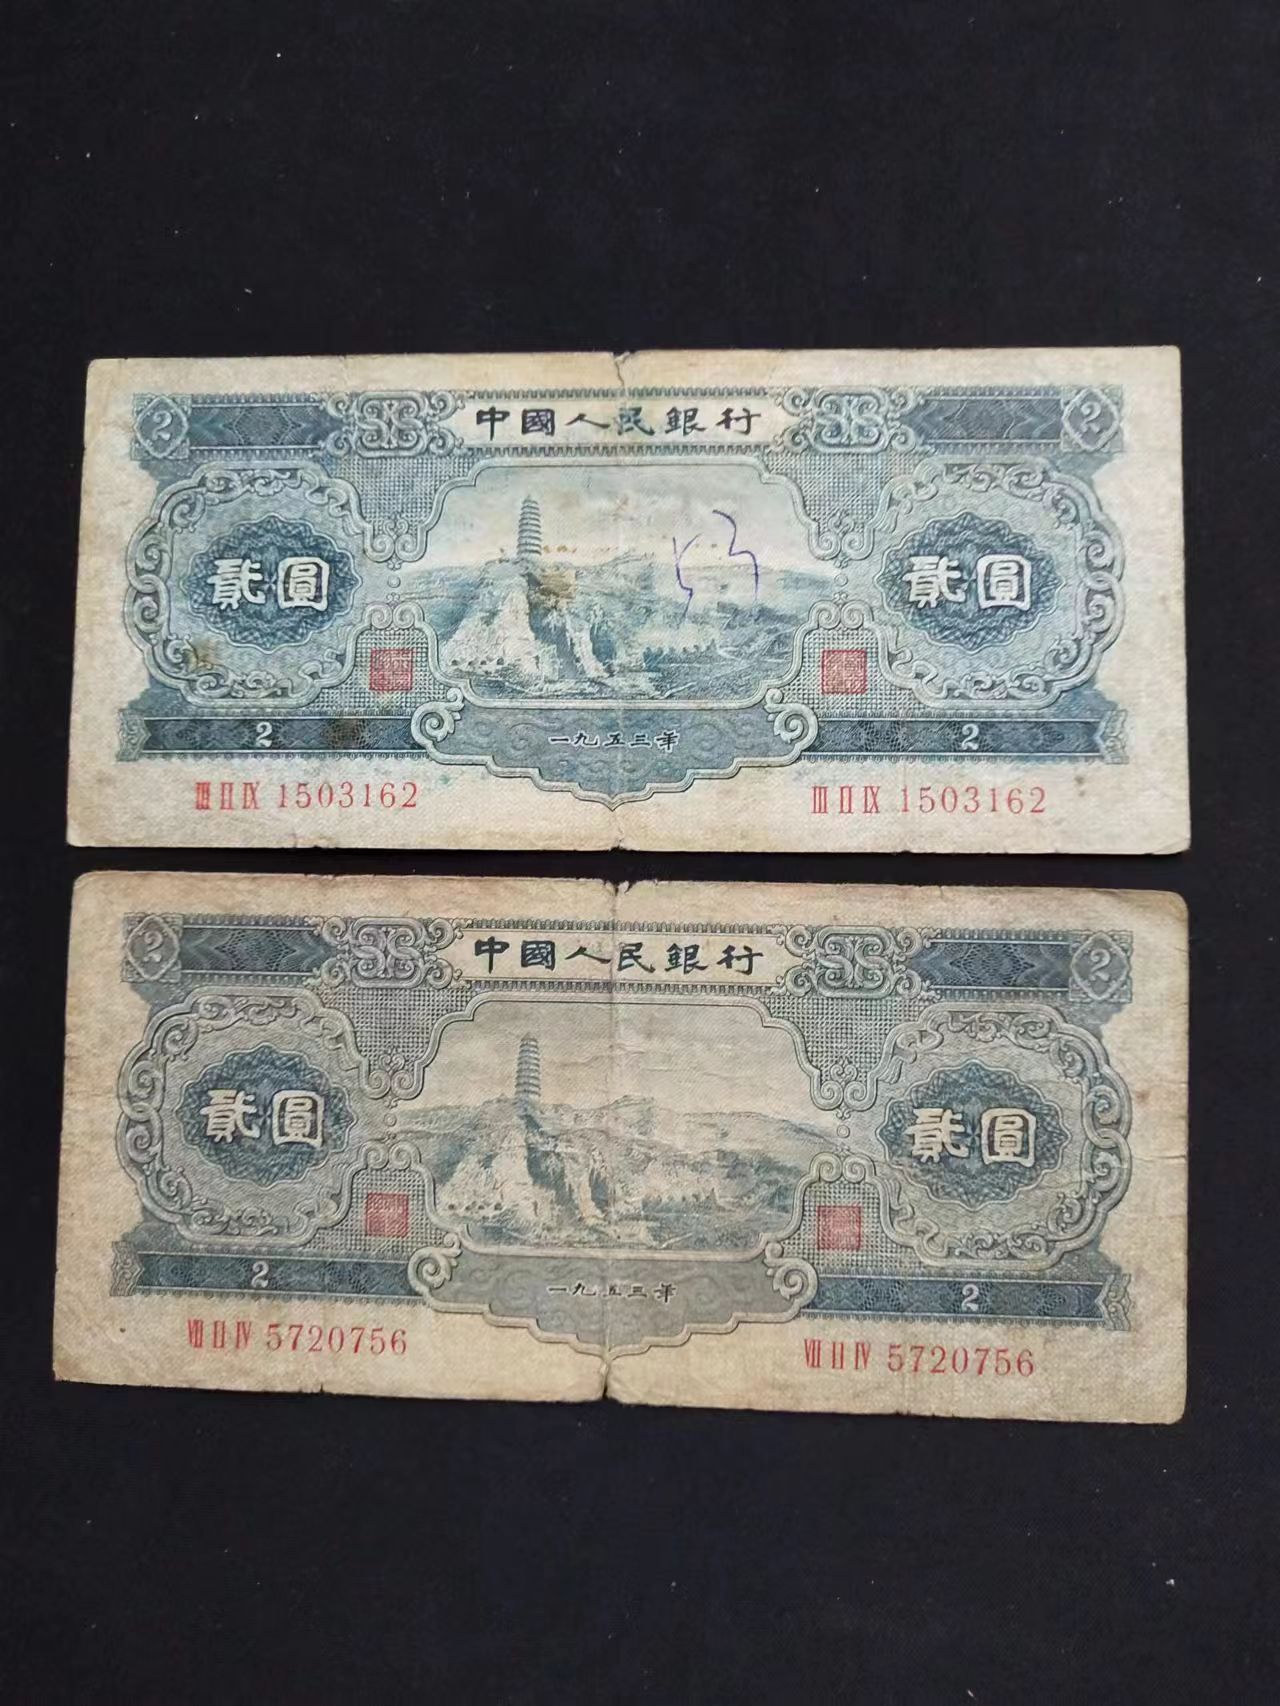 2 中國人民銀行 2
貳圓 貳圓
2 一九五三年 2
III II IX 1503162 III II IX 1503162
2 中國人民銀行 2
貳圓 貳圓
2 一九五三年 2
VII II IV 5720756 VII II IV 5720756